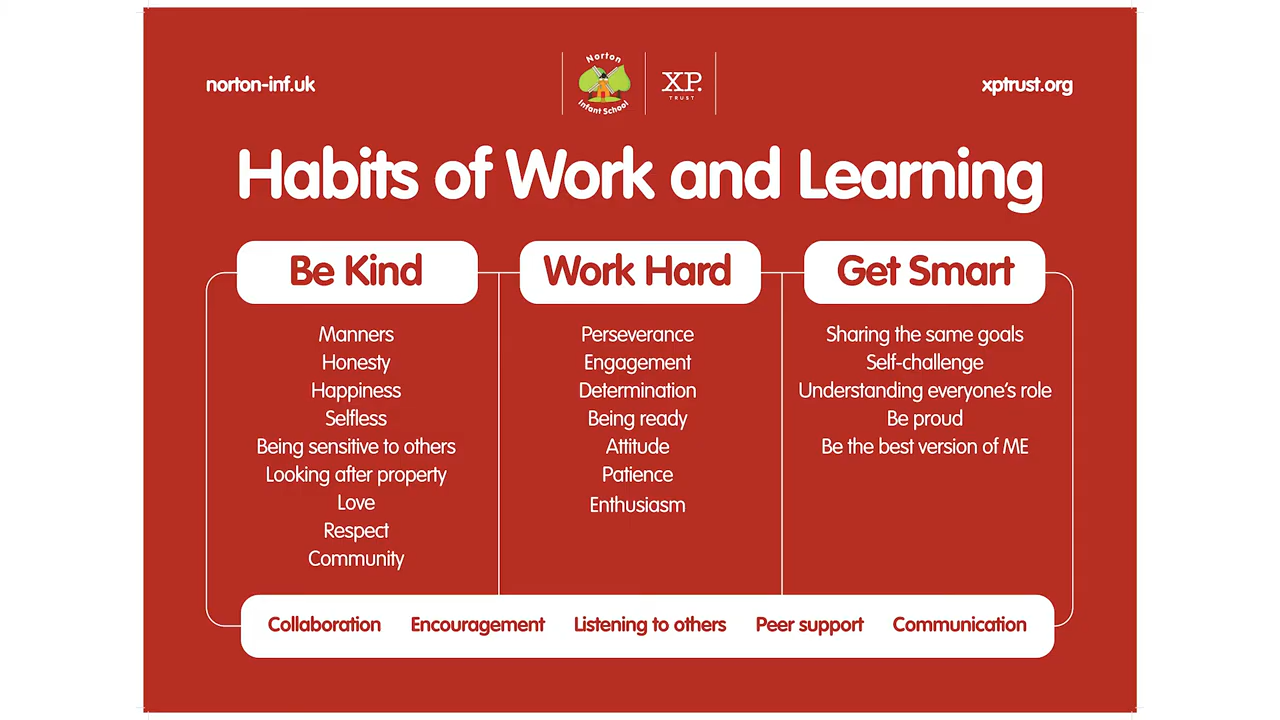 norton-inf.uk
Norton
Infant School
XP.
TRUST
xptrust.org
Habits of Work and Learning
Be Kind
Manners
Honesty
Happiness
Selfless
Being sensitive to others
Looking after property
Love
Respect
Community
Work Hard
Perseverance
Engagement
Determination
Being ready
Attitude
Patience
Enthusiasm
Get Smart
Sharing the same goals
Self-challenge
Understanding everyone's role
Be proud
Be the best version of ME
Collaboration Encouragement Listening to others Peer support Communication